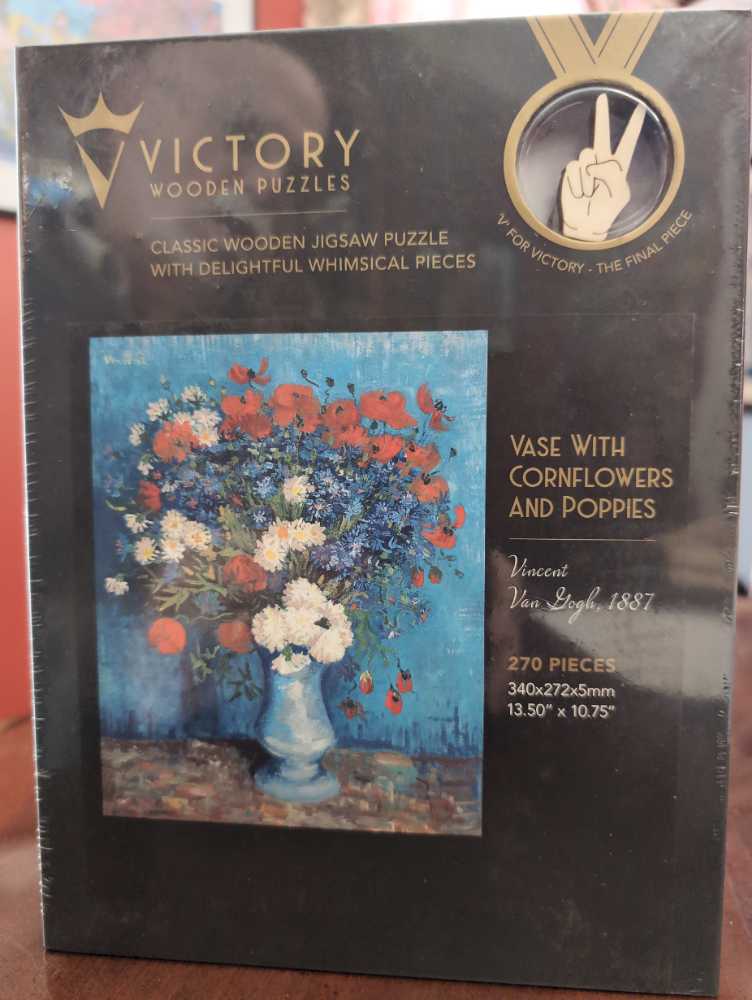 VICTORY
WOODEN PUZZLES
CLASSIC WOODEN JIGSAW PUZZLE
WITH DELIGHTFUL WHIMSICAL PIECES
'V' FOR VICTORY - THE FINAL PIECE
Vincent
VASE WITH
CORNFLOWERS
AND POPPIES
Vincent
Van Gogh, 1887
270 PIECES
340x272x5mm
13.50" x 10.75"